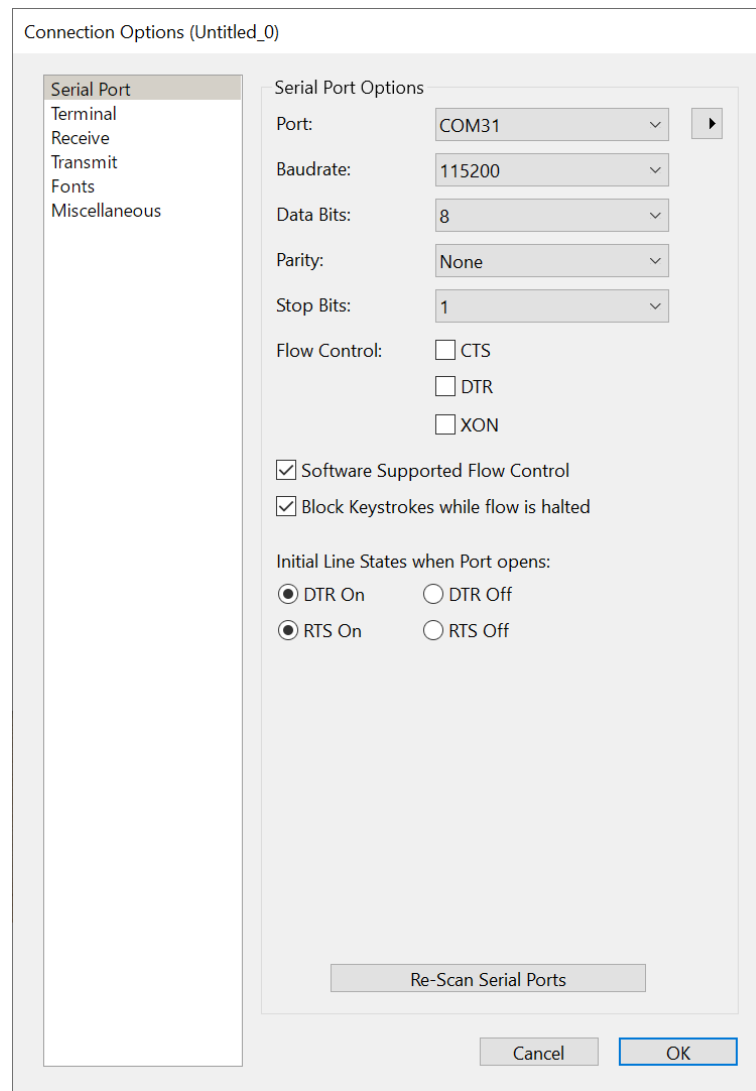 Connection Options (Untitled_0)
Serial Port
Terminal
Receive
Transmit
Fonts
Miscellaneous
Serial Port Options
Port: COM31
Baudrate: 115200
Data Bits: 8
Parity: None
Stop Bits: 1
Flow Control: CTS
DTR
XON
Software Supported Flow Control
Block Keystrokes while flow is halted
Initial Line States when Port opens:
DTR On DTR Off
RTS On RTS Off
Re-Scan Serial Ports
Cancel OK